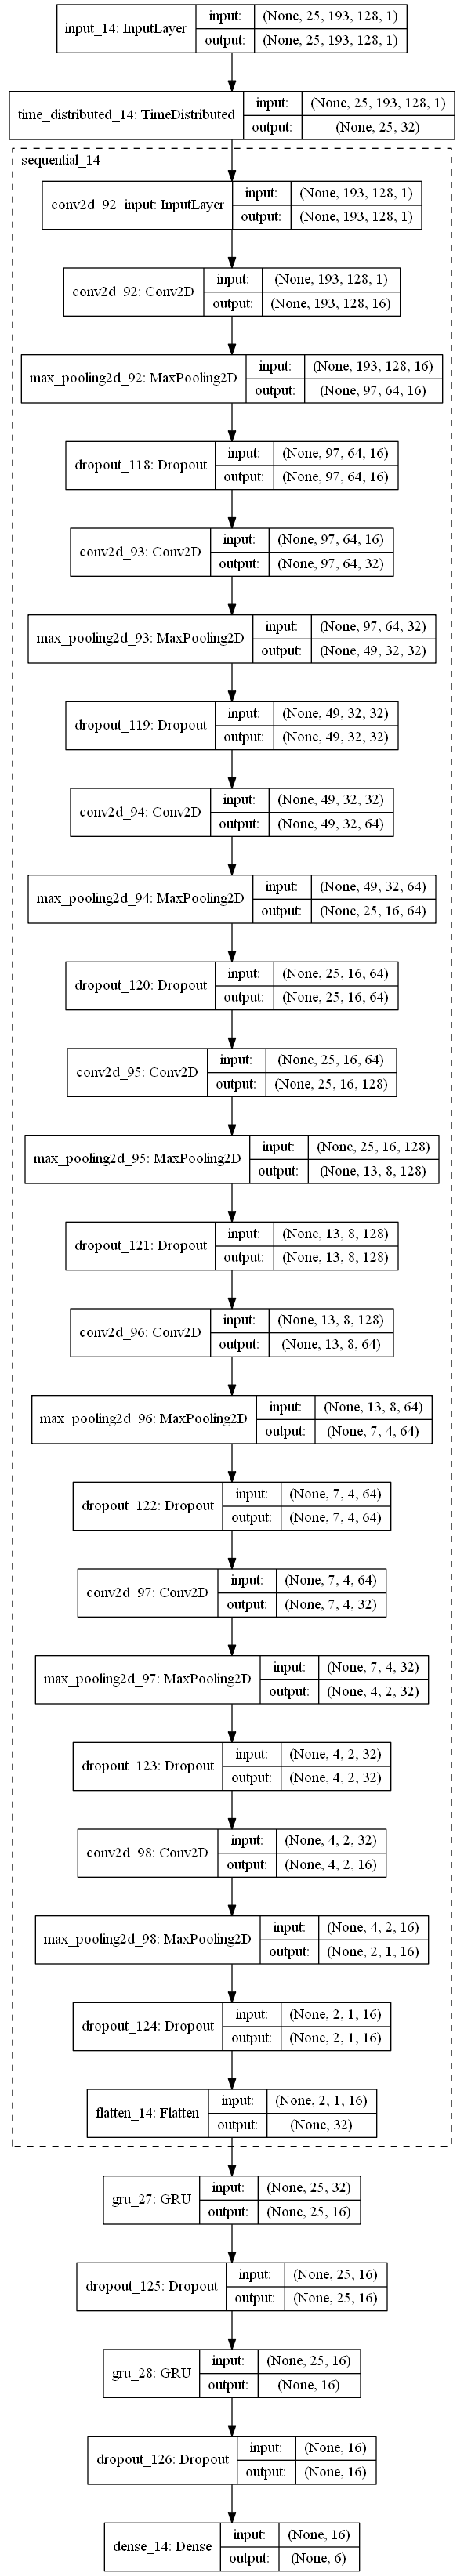 input_14: InputLayer
input: (None, 25, 193, 128, 1)
output: (None, 25, 193, 128, 1)
time_distributed_14: TimeDistributed
input: (None, 25, 193, 128, 1)
output: (None, 25, 32)
sequential_14
conv2d_92_input: InputLayer
input: (None, 193, 128, 1)
output: (None, 193, 128, 1)
conv2d_92: Conv2D
input: (None, 193, 128, 1)
output: (None, 193, 128, 16)
max_pooling2d_92: MaxPooling2D
input: (None, 193, 128, 16)
output: (None, 97, 64, 16)
dropout_118: Dropout
input: (None, 97, 64, 16)
output: (None, 97, 64, 16)
conv2d_93: Conv2D
input: (None, 97, 64, 16)
output: (None, 97, 64, 32)
max_pooling2d_93: MaxPooling2D
input: (None, 97, 64, 32)
output: (None, 49, 32, 32)
dropout_119: Dropout
input: (None, 49, 32, 32)
output: (None, 49, 32, 32)
conv2d_94: Conv2D
input: (None, 49, 32, 32)
output: (None, 49, 32, 64)
max_pooling2d_94: MaxPooling2D
input: (None, 49, 32, 64)
output: (None, 25, 16, 64)
dropout_120: Dropout
input: (None, 25, 16, 64)
output: (None, 25, 16, 64)
conv2d_95: Conv2D
input: (None, 25, 16, 64)
output: (None, 25, 16, 128)
max_pooling2d_95: MaxPooling2D
input: (None, 25, 16, 128)
output: (None, 13, 8, 128)
dropout_121: Dropout
input: (None, 13, 8, 128)
output: (None, 13, 8, 128)
conv2d_96: Conv2D
input: (None, 13, 8, 128)
output: (None, 13, 8, 64)
max_pooling2d_96: MaxPooling2D
input: (None, 13, 8, 64)
output: (None, 7, 4, 64)
dropout_122: Dropout
input: (None, 7, 4, 64)
output: (None, 7, 4, 64)
conv2d_97: Conv2D
input: (None, 7, 4, 64)
output: (None, 7, 4, 32)
max_pooling2d_97: MaxPooling2D
input: (None, 7, 4, 32)
output: (None, 4, 2, 32)
dropout_123: Dropout
input: (None, 4, 2, 32)
output: (None, 4, 2, 32)
conv2d_98: Conv2D
input: (None, 4, 2, 32)
output: (None, 4, 2, 16)
max_pooling2d_98: MaxPooling2D
input: (None, 4, 2, 16)
output: (None, 2, 1, 16)
dropout_124: Dropout
input: (None, 2, 1, 16)
output: (None, 2, 1, 16)
flatten_14: Flatten
input: (None, 2, 1, 16)
output: (None, 32)
gru_27: GRU
input: (None, 25, 32)
output: (None, 25, 16)
dropout_125: Dropout
input: (None, 25, 16)
output: (None, 25, 16)
gru_28: GRU
input: (None, 25, 16)
output: (None, 16)
dropout_126: Dropout
input: (None, 16)
output: (None, 16)
dense_14: Dense
input: (None, 16)
output: (None, 6)